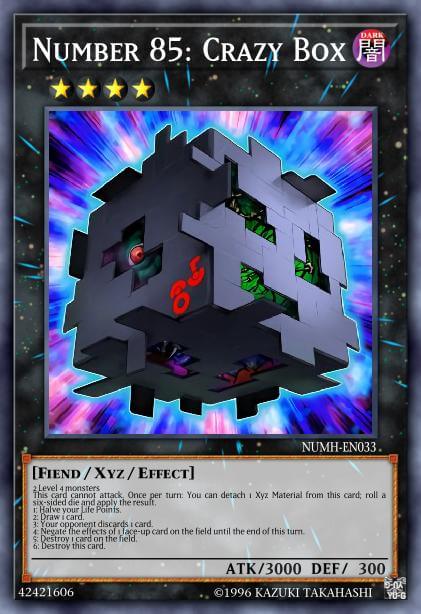 Number 85: Crazy Box
DARK
闇
85
NUMH-EN033
[Fiend / Xyz / Effect]
2 Level 4 monsters
This card cannot attack. Once per turn: You can detach 1 Xyz Material from this card; roll a
six-sided die and apply the result.
1: Halve your Life Points.
2: Draw 1 card.
3: Your opponent discards 1 card.
4: Negate the effects of 1 face-up card on the field until the end of this turn.
5: Destroy 1 card on the field.
6: Destroy this card.
ATK/3000 DEF/ 300
42421606
©1996 KAZUKI TAKAHASHI